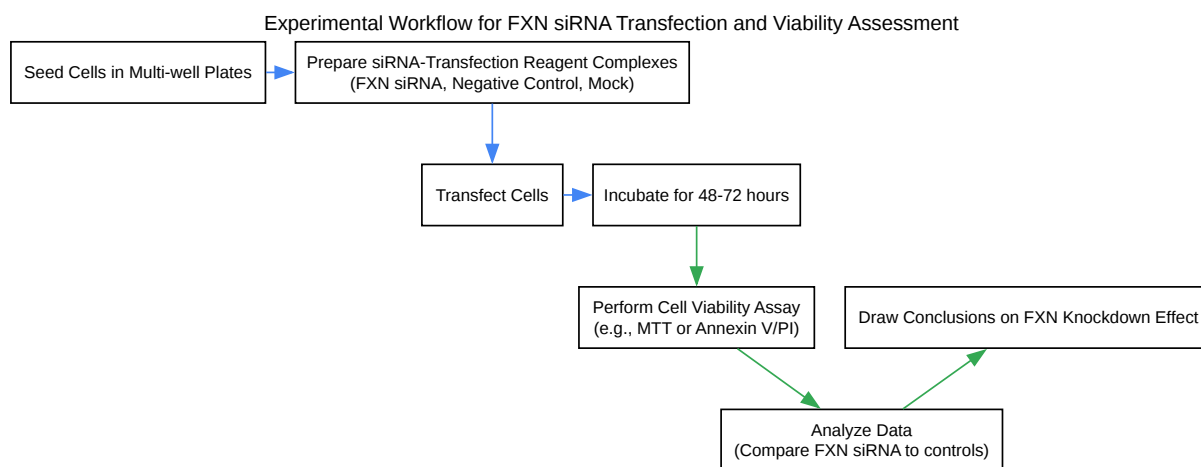 Experimental Workflow for FXN siRNA Transfection and Viability Assessment
Seed Cells in Multi-well Plates
Prepare siRNA-Transfection Reagent Complexes
(FXN siRNA, Negative Control, Mock)
Transfect Cells
Incubate for 48-72 hours
Perform Cell Viability Assay
(e.g., MTT or Annexin V/PI)
Draw Conclusions on FXN Knockdown Effect
Analyze Data
(Compare FXN siRNA to controls)